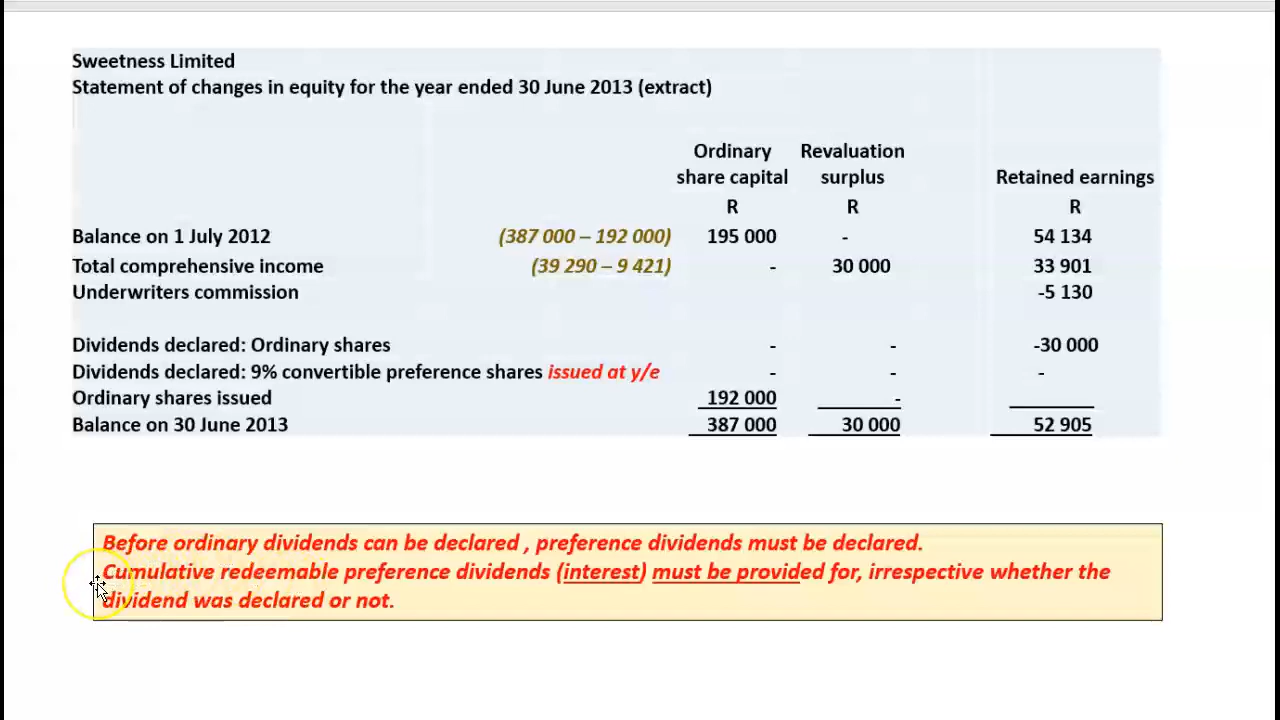 Sweetness Limited
Statement of changes in equity for the year ended 30 June 2013 (extract)
Ordinary Revaluation
share capital surplus Retained earnings
R R R
Balance on 1 July 2012 (387 000 – 192 000) 195 000 - 54 134
Total comprehensive income (39 290 – 9 421) - 30 000 33 901
Underwriters commission -5 130
Dividends declared: Ordinary shares - - -30 000
Dividends declared: 9% convertible preference shares issued at y/e - - -
Ordinary shares issued 192 000 -
Balance on 30 June 2013 387 000 30 000 52 905
Before ordinary dividends can be declared , preference dividends must be declared.
Cumulative redeemable preference dividends (interest) must be provided for, irrespective whether the
dividend was declared or not.